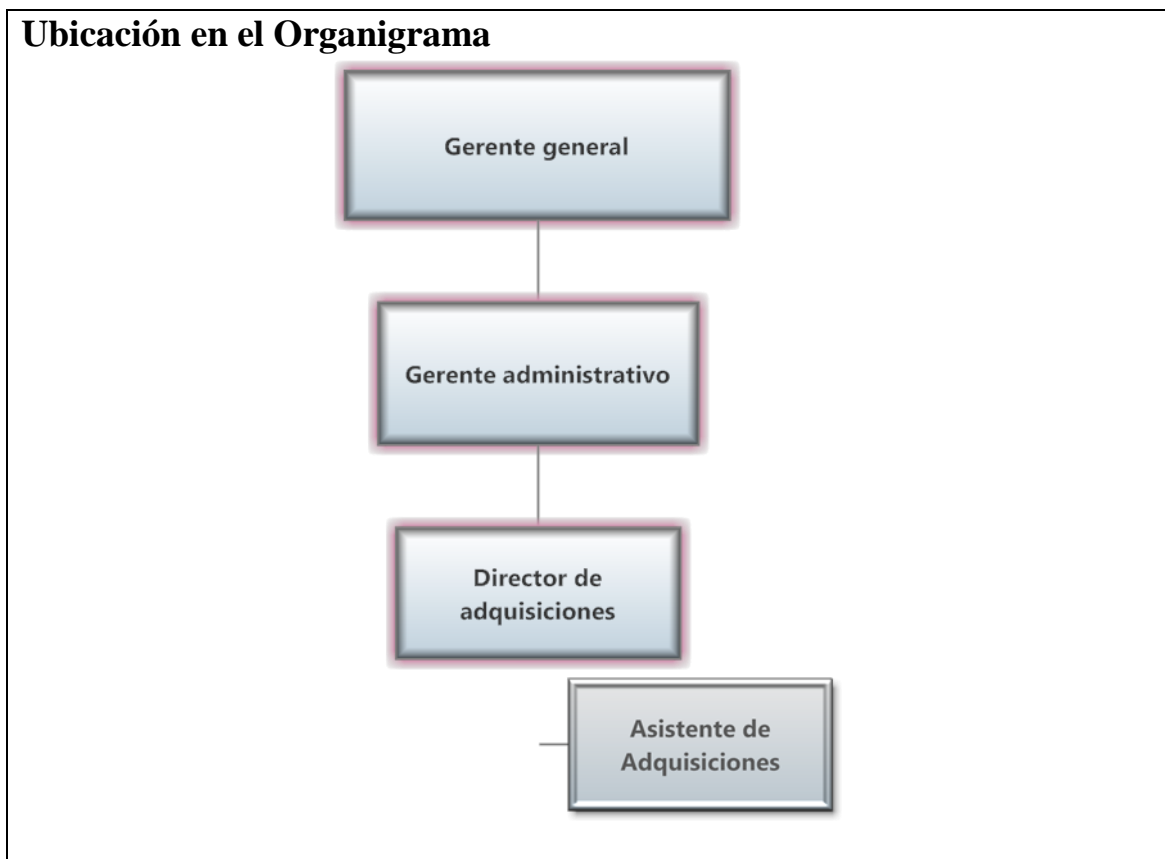 Ubicación en el Organigrama
Gerente general
Gerente administrativo
Director de
adquisiciones
Asistente de
Adquisiciones